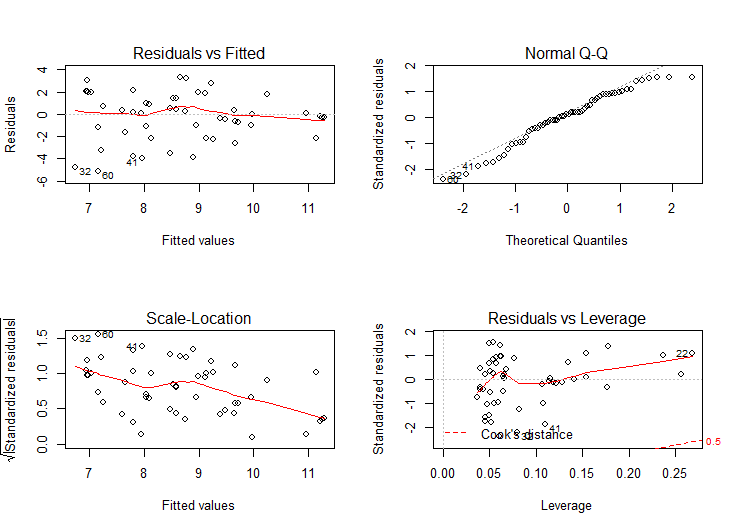 Residuals vs Fitted
Residuals
4
2
0
-2
-4
-6
32
60
41
7 8 9 10 11
Fitted values
Normal Q-Q
Standardized residuals
2
1
0
-1
-2
41
32
60
-2 -1 0 1 2
Theoretical Quantiles
Scale-Location
√|Standardized residuals|
1.5
1.0
0.5
0.0
32
60
41
7 8 9 10 11
Fitted values
Residuals vs Leverage
Standardized residuals
2
1
0
-1
-2
22
41
32
Cook's distance
0.5
0.00 0.05 0.10 0.15 0.20 0.25
Leverage